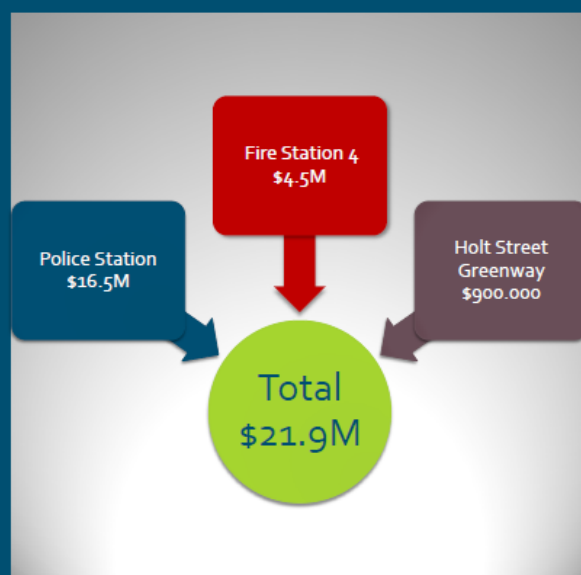 Fire Station 4
$4.5M
Police Station
$16.5M
Holt Street
Greenway
$900.000
Total
$21.9M